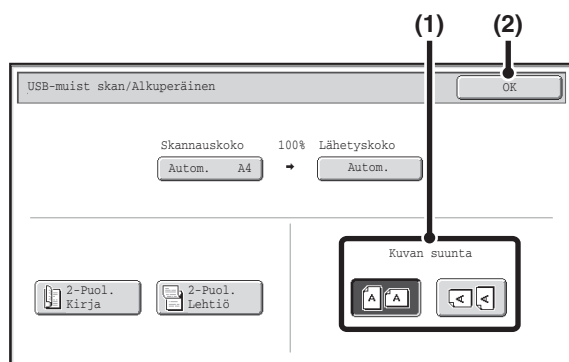 (1) (2)
USB-muist skan/Alkuperäinen OK
Skannauskoko 100% Lähetyskoko
Autom. A4 Autom.
Kuvan suunta
2-Puol.
Kirja
2-Puol.
Lehtiö
A A A A